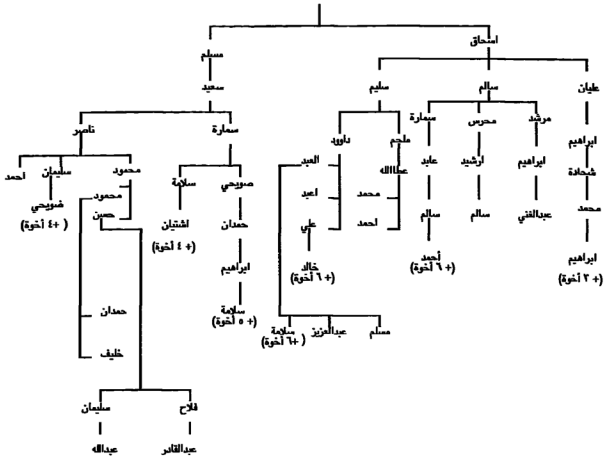 اسحاق
مسلم
عليان سالم سليم سعيد
مرشد محرس سمارة ملحم داوود سمارة ناصر
ابراهيم ابراهيم ارشيد عابد عطاالله العبد صويحي سلامة محمود سليمان احمد
شحادة عبدالغني سالم سالم محمد اعبد حمدان اشتيان محمود ضويحي
محمد احمد علي (+ ٤ أخوة) حسن (+٤ أخوة)
ابراهيم أحمد خالد ابراهيم
(+ ٣ أخوة) (+ ٦ أخوة) (+ ٦ أخوة)
سلامة حمدان
(+ ٥ أخوة)
مسلم عبدالعزيز سلامة
(+٦ أخوة)
خليف
فلاح سليمان
عبدالقادر عبدالله